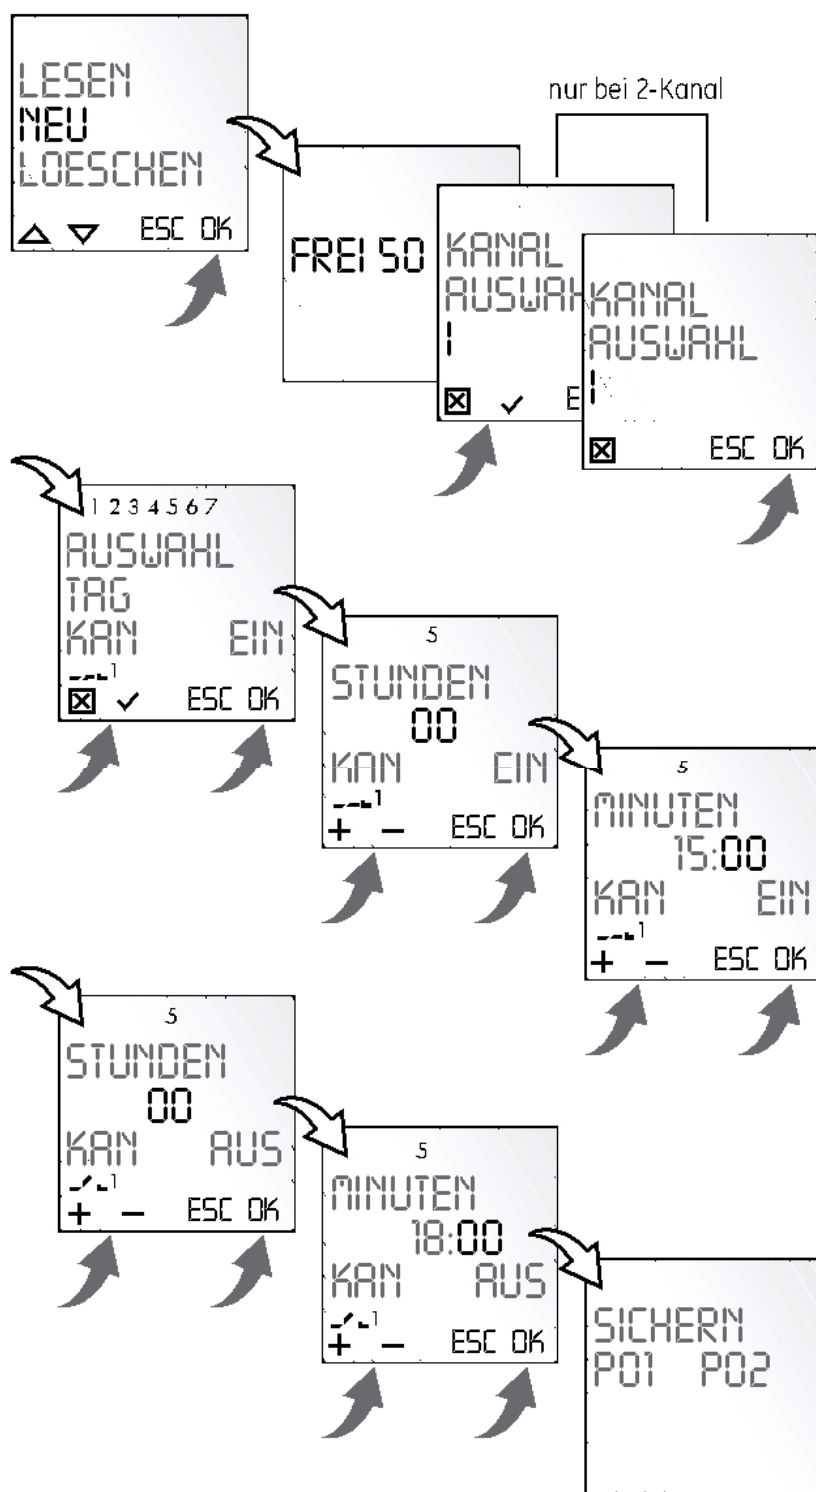 LESEN
NEU
LOESCHEN
ESC OK
nur bei 2-Kanal
FREI 50
KANAL
AUSWAH
1
E
KANAL
AUSWAHL
1
ESC OK
1 2 3 4 5 6 7
AUSWAHL
TAG
KAN EIN
1
ESC OK
5
STUNDEN
00
KAN EIN
1
+ − ESC OK
5
MINUTEN
15:00
KAN EIN
1
+ − ESC OK
5
STUNDEN
00
KAN AUS
1
+ − ESC OK
5
MINUTEN
18:00
KAN AUS
1
+ − ESC OK
SICHERN
P01 P02